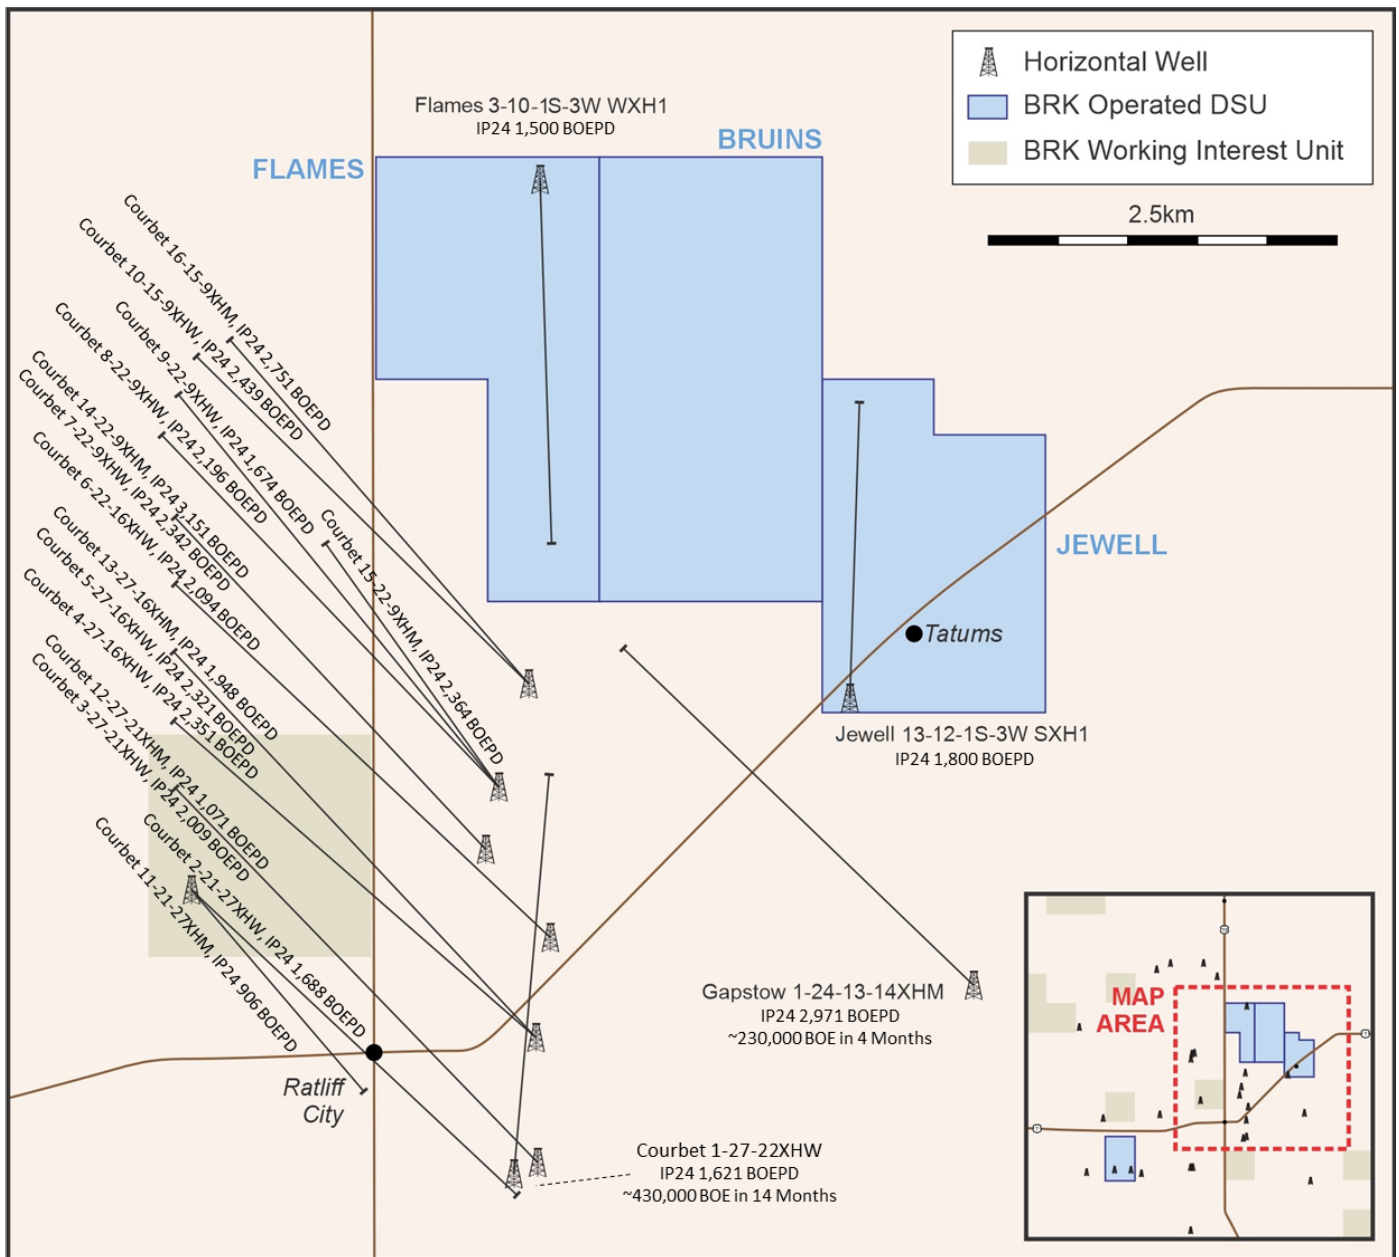 Horizontal Well
BRK Operated DSU
BRK Working Interest Unit
2.5km
Flames 3-10-1S-3W WXH1
IP24 1,500 BOEPD
BRUINS
FLAMES
Courbet 16-15-9XHM, IP24 2,751 BOEPD
Courbet 10-15-9XHW, IP24 2,439 BOEPD
Courbet 9-22-9XHW, IP24 1,674 BOEPD
Courbet 8-22-9XHW, IP24 2,196 BOEPD
Courbet 15-22-9XHM, IP24 2,364 BOEPD
Courbet 14-22-9XHM, IP24 3,151 BOEPD
Courbet 7-22-9XHW, IP24 2,342 BOEPD
Courbet 6-22-16XHW, IP24 2,094 BOEPD
Courbet 13-27-16XHM, IP24 1,948 BOEPD
Courbet 5-27-16XHW, IP24 2,321 BOEPD
Courbet 4-27-16XHW, IP24 2,351 BOEPD
Courbet 12-27-21XHM, IP24 1,071 BOEPD
Courbet 3-27-21XHW, IP24 2,009 BOEPD
Courbet 2-21-27XHW, IP24 1,688 BOEPD
Courbet 11-21-27XHM, IP24 906 BOEPD
JEWELL
Tatums
Jewell 13-12-1S-3W SXH1
IP24 1,800 BOEPD
Gapstow 1-24-13-14XHM
IP24 2,971 BOEPD
~230,000 BOE in 4 Months
Ratliff
City
Courbet 1-27-22XHW
IP24 1,621 BOEPD
~430,000 BOE in 14 Months
MAP
AREA